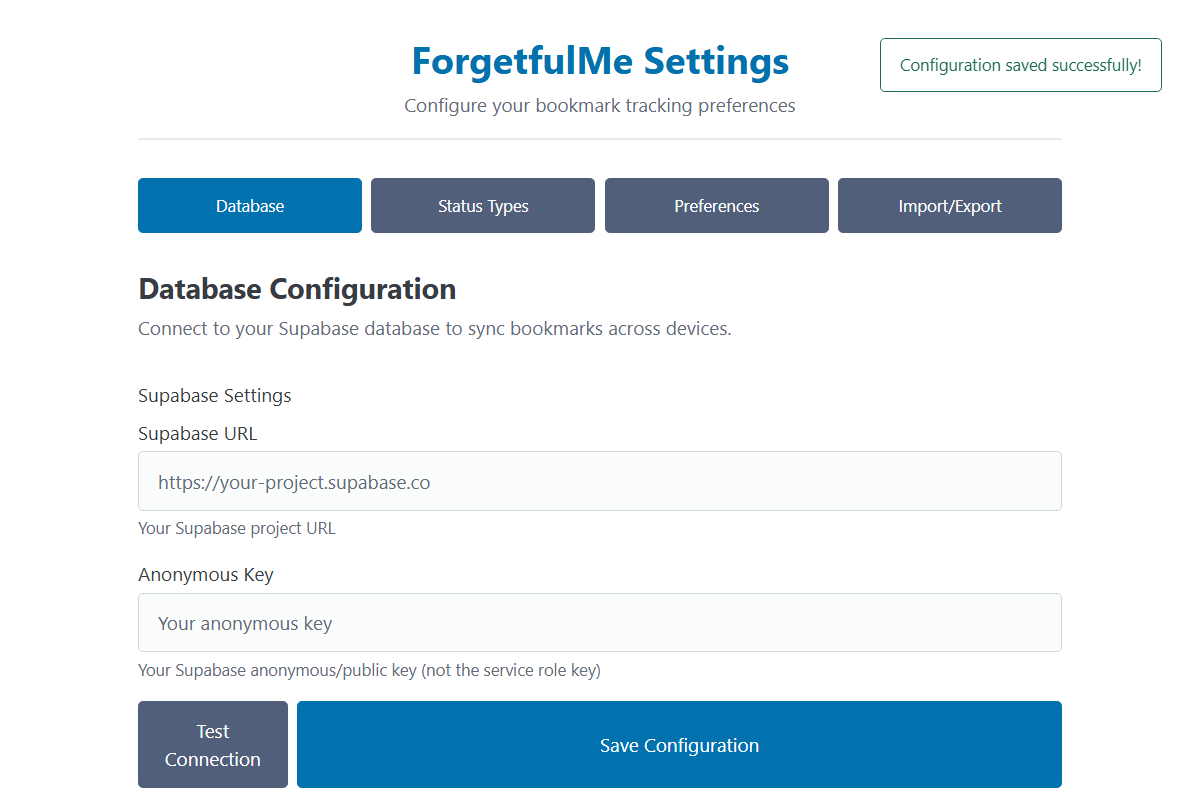 ForgetfulMe Settings
Configure your bookmark tracking preferences
Configuration saved successfully!
Database
Status Types
Preferences
Import/Export
Database Configuration
Connect to your Supabase database to sync bookmarks across devices.
Supabase Settings
Supabase URL
https://your-project.supabase.co
Your Supabase project URL
Anonymous Key
Your anonymous key
Your Supabase anonymous/public key (not the service role key)
Test
Connection
Save Configuration